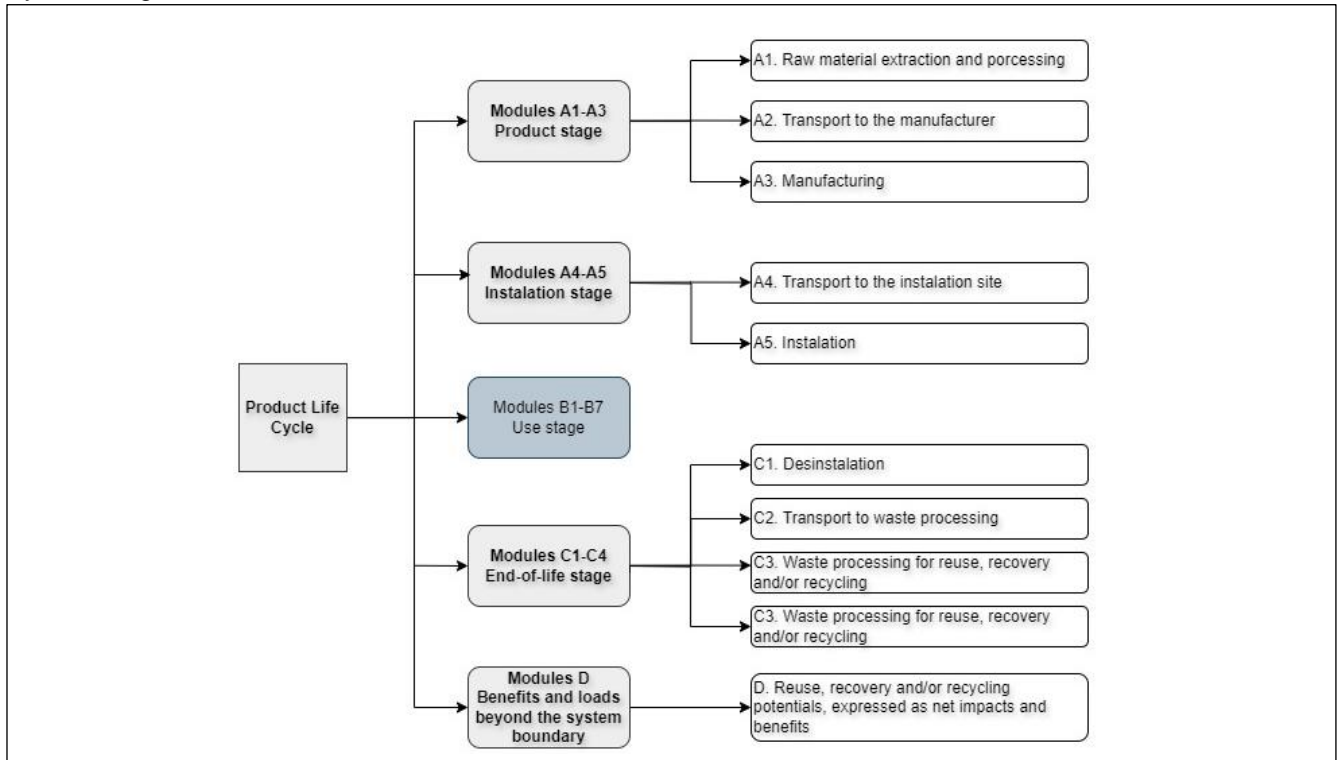 Product Life
Cycle
Modules A1-A3
Product stage
A1. Raw material extraction and porcessing
A2. Transport to the manufacturer
A3. Manufacturing
Modules A4-A5
Instalation stage
A4. Transport to the instalation site
A5. Instalation
Modules B1-B7
Use stage
Modules C1-C4
End-of-life stage
C1. Desinstalation
C2. Transport to waste processing
C3. Waste processing for reuse, recovery
and/or recycling
C3. Waste processing for reuse, recovery
and/or recycling
Modules D
Benefits and loads
beyond the system
boundary
D. Reuse, recovery and/or recycling
potentials, expressed as net impacts and
benefits